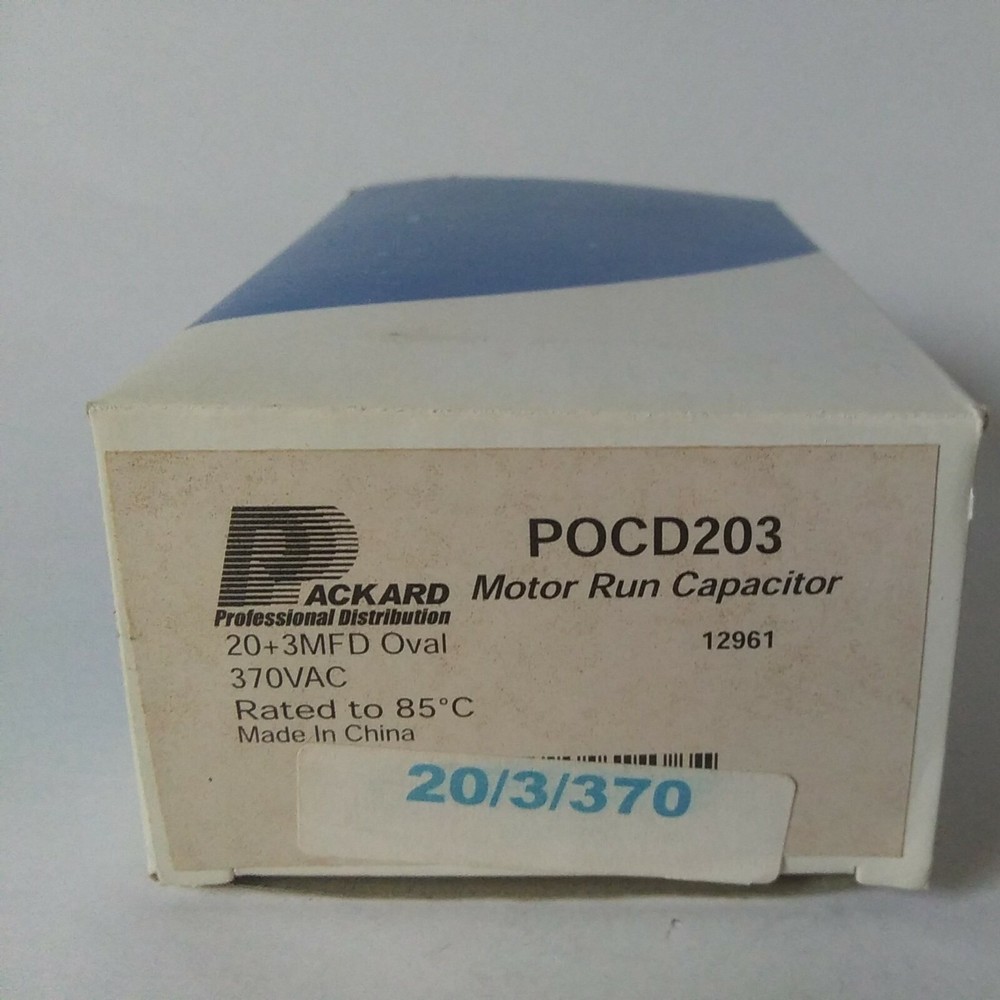 PACKARD
Professional Distribution
POCD203
Motor Run Capacitor
20+3MFD Oval
12961
370VAC
Rated to 85°C
Made In China
20/3/370